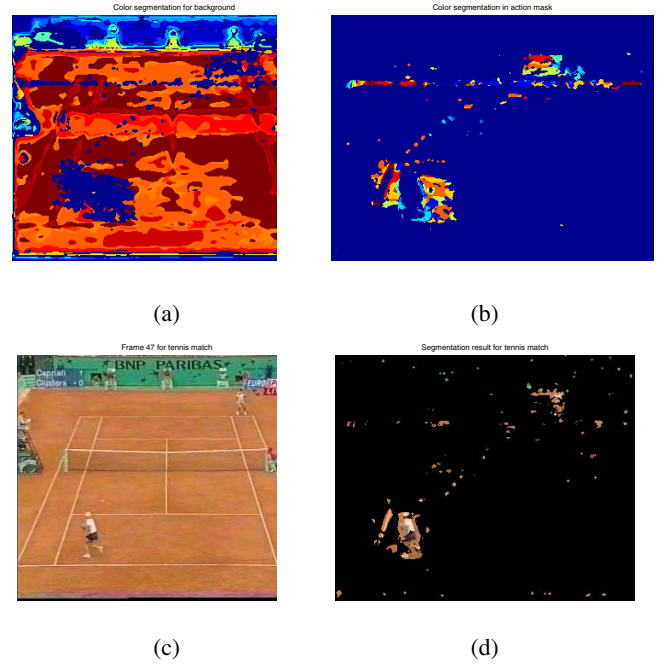 Color segmentation for background
Color segmentation in action mask
(a)
(b)
Frame 47 for tennis match
Segmentation result for tennis match
BNP PARIBAS
Capriati 1
Clijsters - 0
EUROSP
(c)
(d)